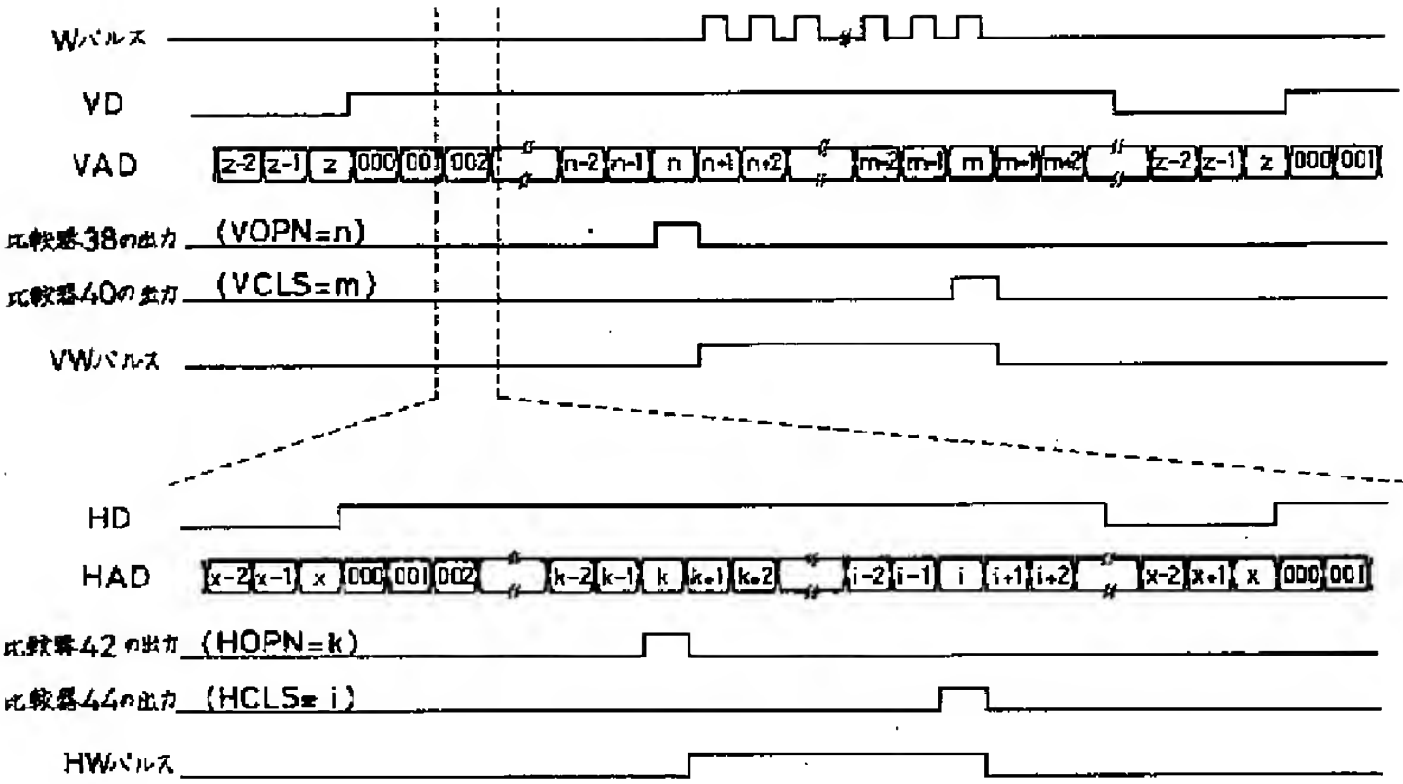 Wパルス
VD
VAD z-2 z-1 z 000 001 002 n-2 n-1 n n+1 n+2 m-2 m-1 m m+1 m+2 z-2 z-1 z 000 001
比較器38の出力 (VOPN=n)
比較器40の出力 (VCLS=m)
VWパルス
HD
HAD x-2 x-1 x 000 001 002 k-2 k-1 k k+1 k+2 i-2 i-1 i i+1 i+2 x-2 x+1 x 000 001
比較器42の出力 (HOPN=k)
比較器44の出力 (HCLS=i)
HWパルス